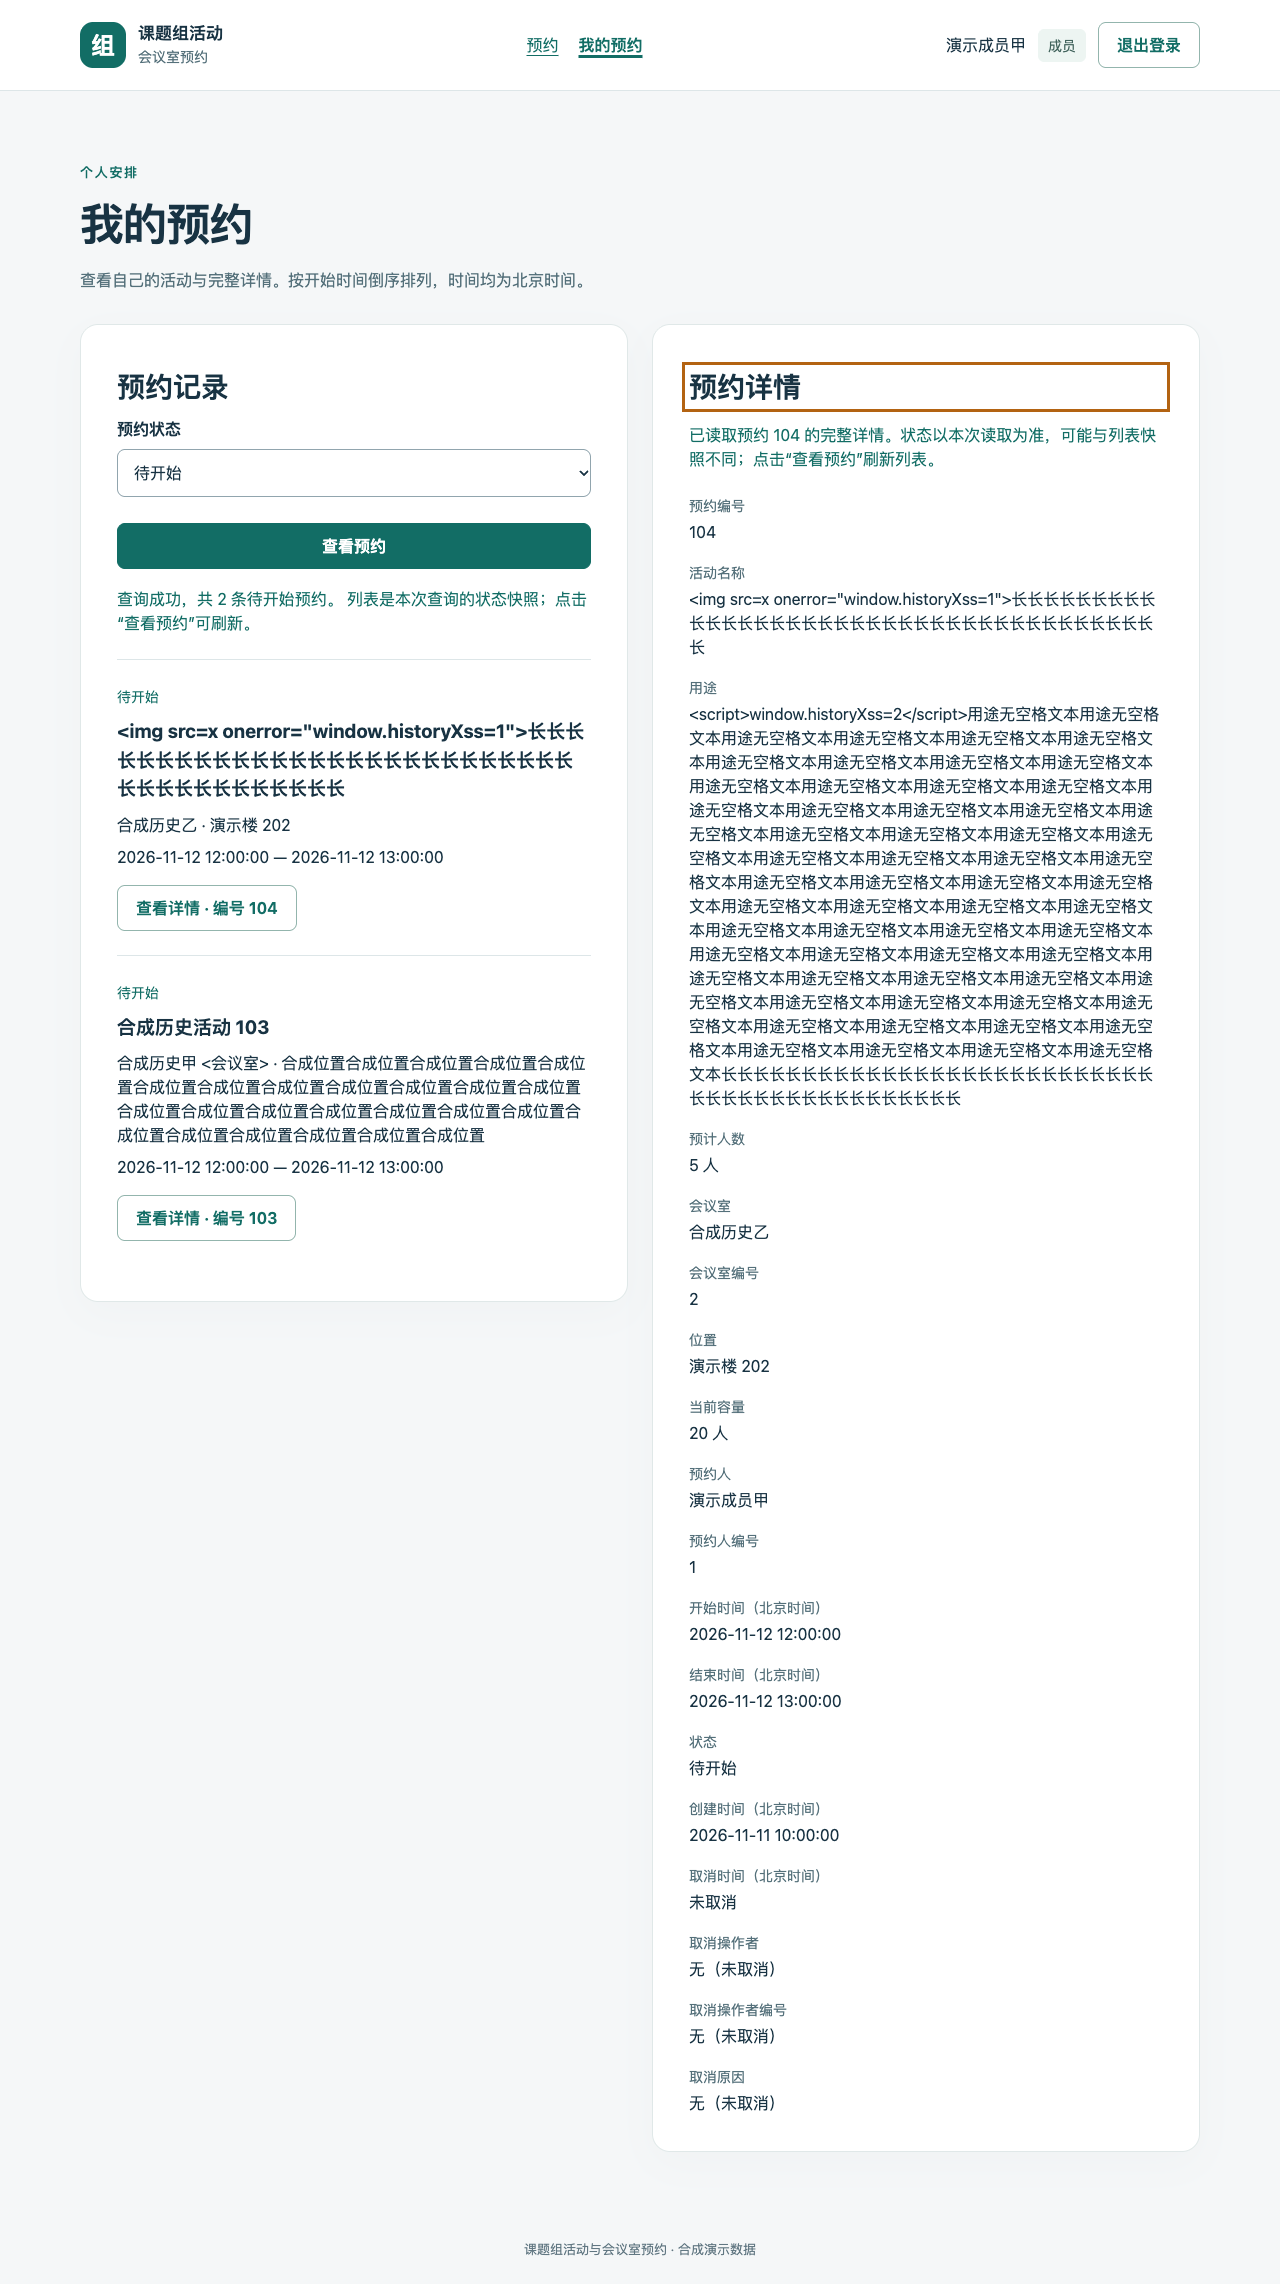 组
课题组活动
会议室预约
预约
我的预约
演示成员甲
成员
退出登录
个人安排
我的预约
查看自己的活动与完整详情。按开始时间倒序排列，时间均为北京时间。
预约记录
预约状态
待开始
查看预约
查询成功，共 2 条待开始预约。 列表是本次查询的状态快照；点击
“查看预约”可刷新。
待开始
<img src=x onerror="window.historyXss=1">长长长
长长长长长长长长长长长长长长长长长长长长长长长长
长长长长长长长长长长长长
合成历史乙 · 演示楼 202
2026-11-12 12:00:00 — 2026-11-12 13:00:00
查看详情 · 编号 104
待开始
合成历史活动 103
合成历史甲 <会议室> · 合成位置合成位置合成位置合成位置合成位
置合成位置合成位置合成位置合成位置合成位置合成位置合成位置
合成位置合成位置合成位置合成位置合成位置合成位置合成位置合
成位置合成位置合成位置合成位置合成位置合成位置
2026-11-12 12:00:00 — 2026-11-12 13:00:00
查看详情 · 编号 103
预约详情
已读取预约 104 的完整详情。状态以本次读取为准，可能与列表快
照不同；点击“查看预约”刷新列表。
预约编号
104
活动名称
<img src=x onerror="window.historyXss=1">长长长长长长长长长
长长长长长长长长长长长长长长长长长长长长长长长长长长长长长
长
用途
<script>window.historyXss=2</script>用途无空格文本用途无空格
文本用途无空格文本用途无空格文本用途无空格文本用途无空格文
本用途无空格文本用途无空格文本用途无空格文本用途无空格文本
用途无空格文本用途无空格文本用途无空格文本用途无空格文本用
途无空格文本用途无空格文本用途无空格文本用途无空格文本用途
无空格文本用途无空格文本用途无空格文本用途无空格文本用途无
空格文本用途无空格文本用途无空格文本用途无空格文本用途无空
格文本用途无空格文本用途无空格文本用途无空格文本用途无空格
文本用途无空格文本用途无空格文本用途无空格文本用途无空格文
本用途无空格文本用途无空格文本用途无空格文本用途无空格文本
用途无空格文本用途无空格文本用途无空格文本用途无空格文本用
途无空格文本用途无空格文本用途无空格文本用途无空格文本用途
无空格文本用途无空格文本用途无空格文本用途无空格文本用途无
空格文本用途无空格文本用途无空格文本用途无空格文本用途无空
格文本用途无空格文本用途无空格文本用途无空格文本用途无空格
文本长长长长长长长长长长长长长长长长长长长长长长长长长长长
长长长长长长长长长长长长长长长长长
预计人数
5 人
会议室
合成历史乙
会议室编号
2
位置
演示楼 202
当前容量
20 人
预约人
演示成员甲
预约人编号
1
开始时间（北京时间）
2026-11-12 12:00:00
结束时间（北京时间）
2026-11-12 13:00:00
状态
待开始
创建时间（北京时间）
2026-11-11 10:00:00
取消时间（北京时间）
未取消
取消操作者
无（未取消）
取消操作者编号
无（未取消）
取消原因
无（未取消）
课题组活动与会议室预约 · 合成演示数据